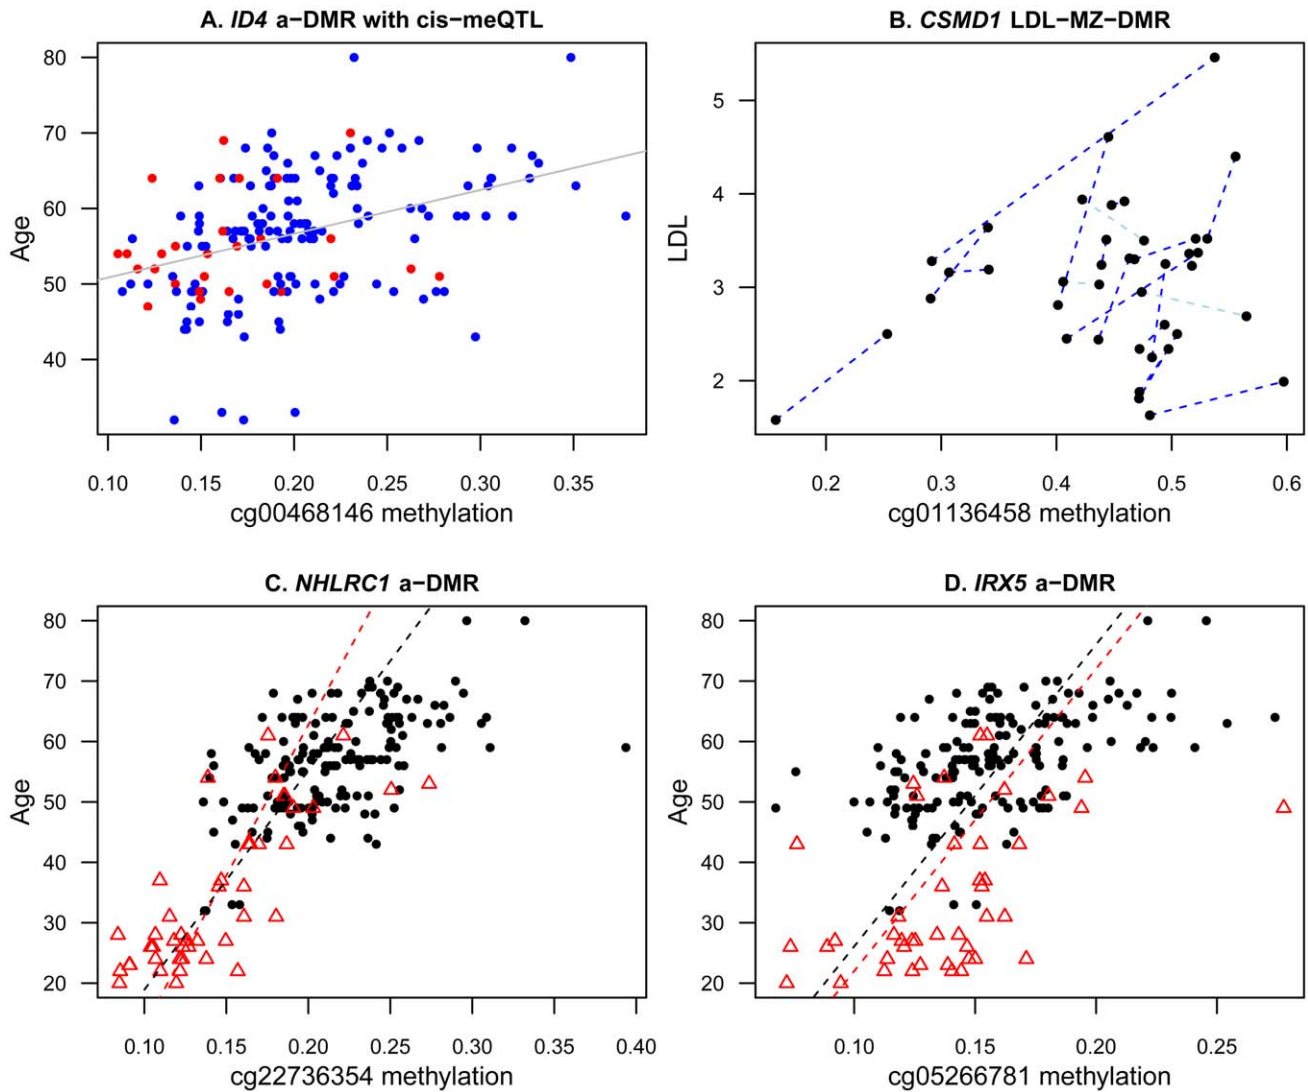 A. ID4 a−DMR with cis−meQTL
80
70
60
50
40
Age
0.10 0.15 0.20 0.25 0.30 0.35
cg00468146 methylation
B. CSMD1 LDL−MZ−DMR
5
4
3
2
LDL
0.2 0.3 0.4 0.5 0.6
cg01136458 methylation
C. NHLRC1 a−DMR
80
70
60
50
40
30
20
Age
0.10 0.15 0.20 0.25 0.30 0.35 0.40
cg22736354 methylation
D. IRX5 a−DMR
80
70
60
50
40
30
20
Age
0.10 0.15 0.20 0.25
cg05266781 methylation